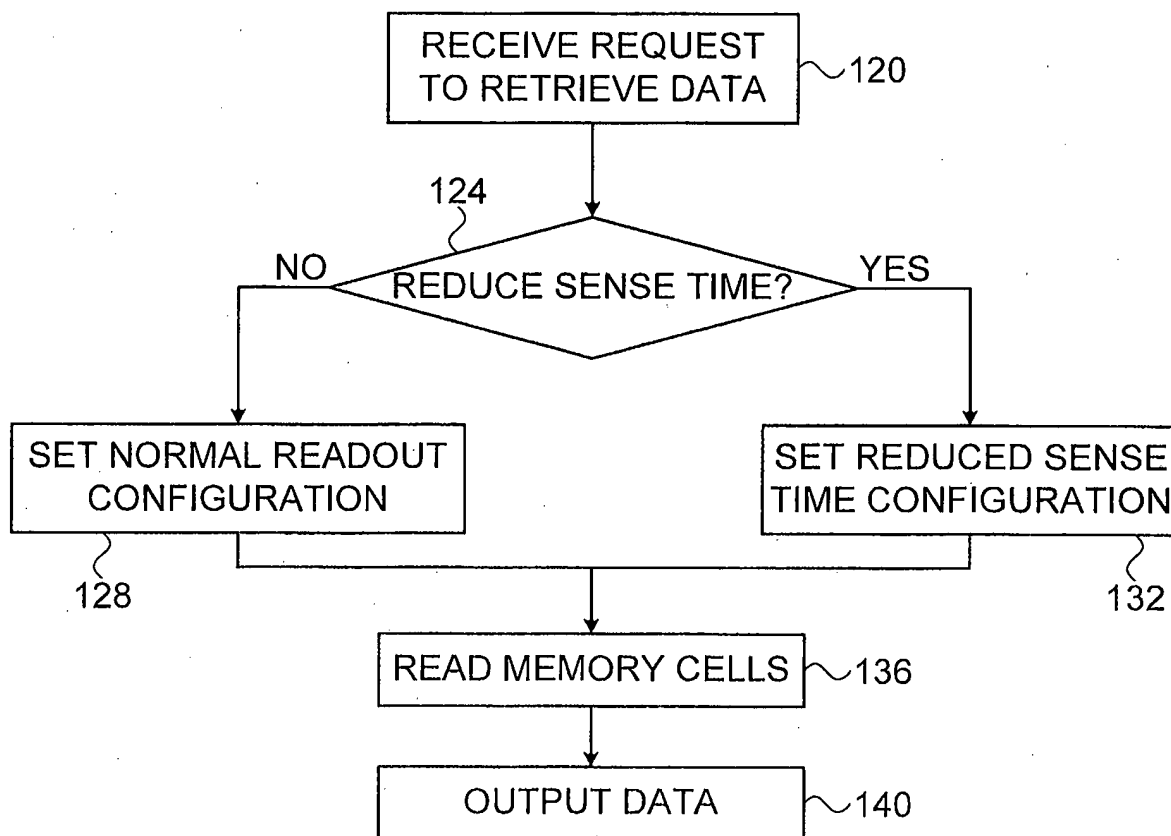 RECEIVE REQUEST
TO RETRIEVE DATA
120
124
NO
REDUCE SENSE TIME?
YES
SET NORMAL READOUT
CONFIGURATION
128
SET REDUCED SENSE
TIME CONFIGURATION
132
READ MEMORY CELLS
136
OUTPUT DATA
140